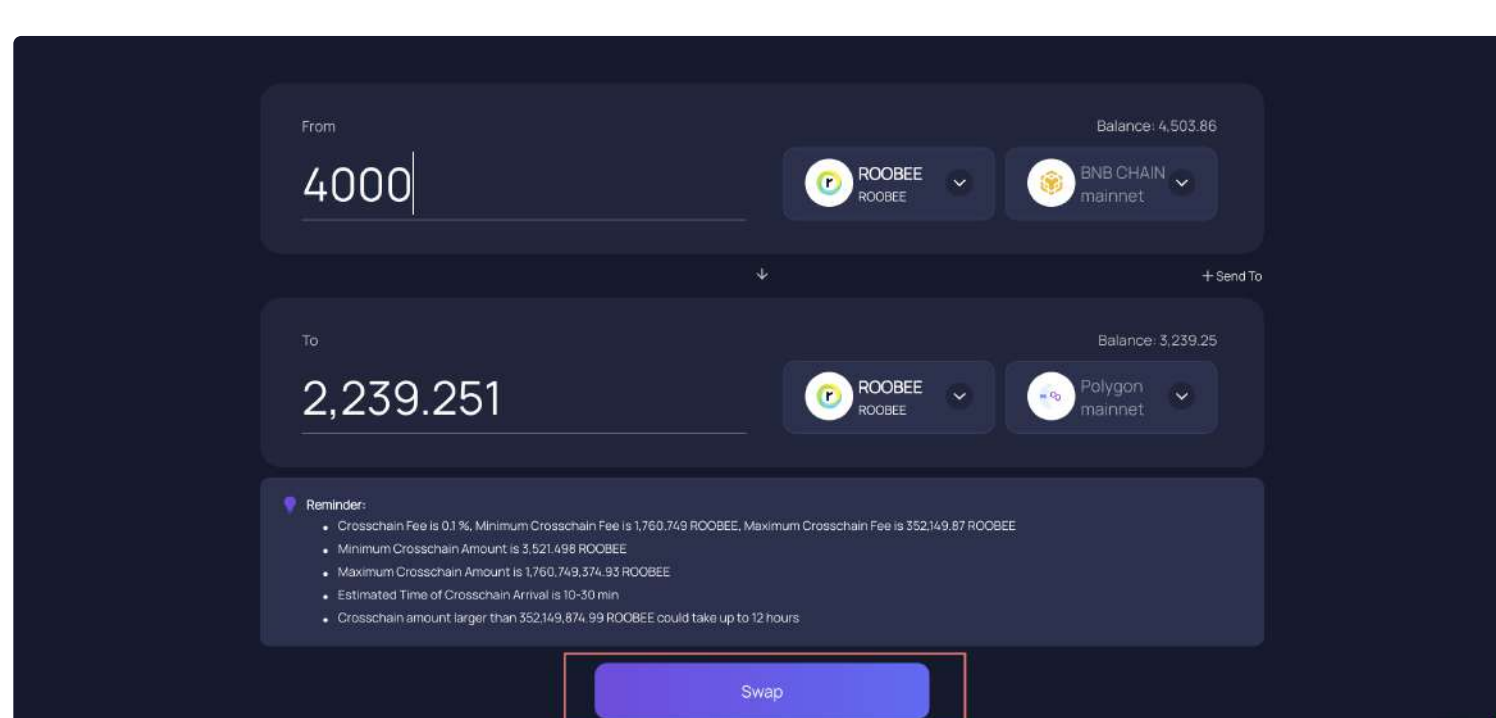 From
Balance: 4,503.86
4000
ROOBEE
ROOBEE
BNB CHAIN
mainnet
+ Send To
To
Balance: 3,239.25
2,239.251
ROOBEE
ROOBEE
Polygon
mainnet
Reminder:
• Crosschain Fee is 0.1 %, Minimum Crosschain Fee is 1,760.749 ROOBEE, Maximum Crosschain Fee is 352,149.87 ROOBEE
• Minimum Crosschain Amount is 3,521.498 ROOBEE
• Maximum Crosschain Amount is 1,760,749,374.93 ROOBEE
• Estimated Time of Crosschain Arrival is 10-30 min
• Crosschain amount larger than 352,149,874.99 ROOBEE could take up to 12 hours
Swap